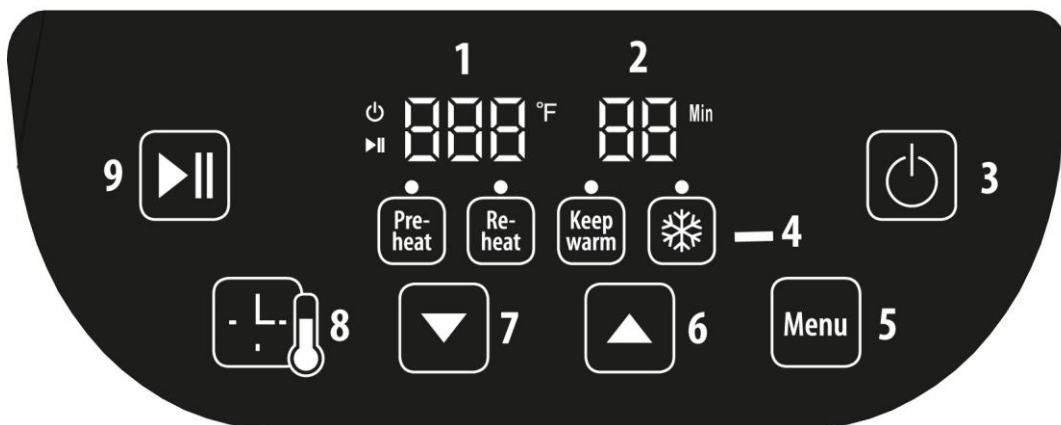 1 2
888 °F 88 Min
9 3
Pre- Re- Keep
heat heat warm 4
8 7 6 Menu 5